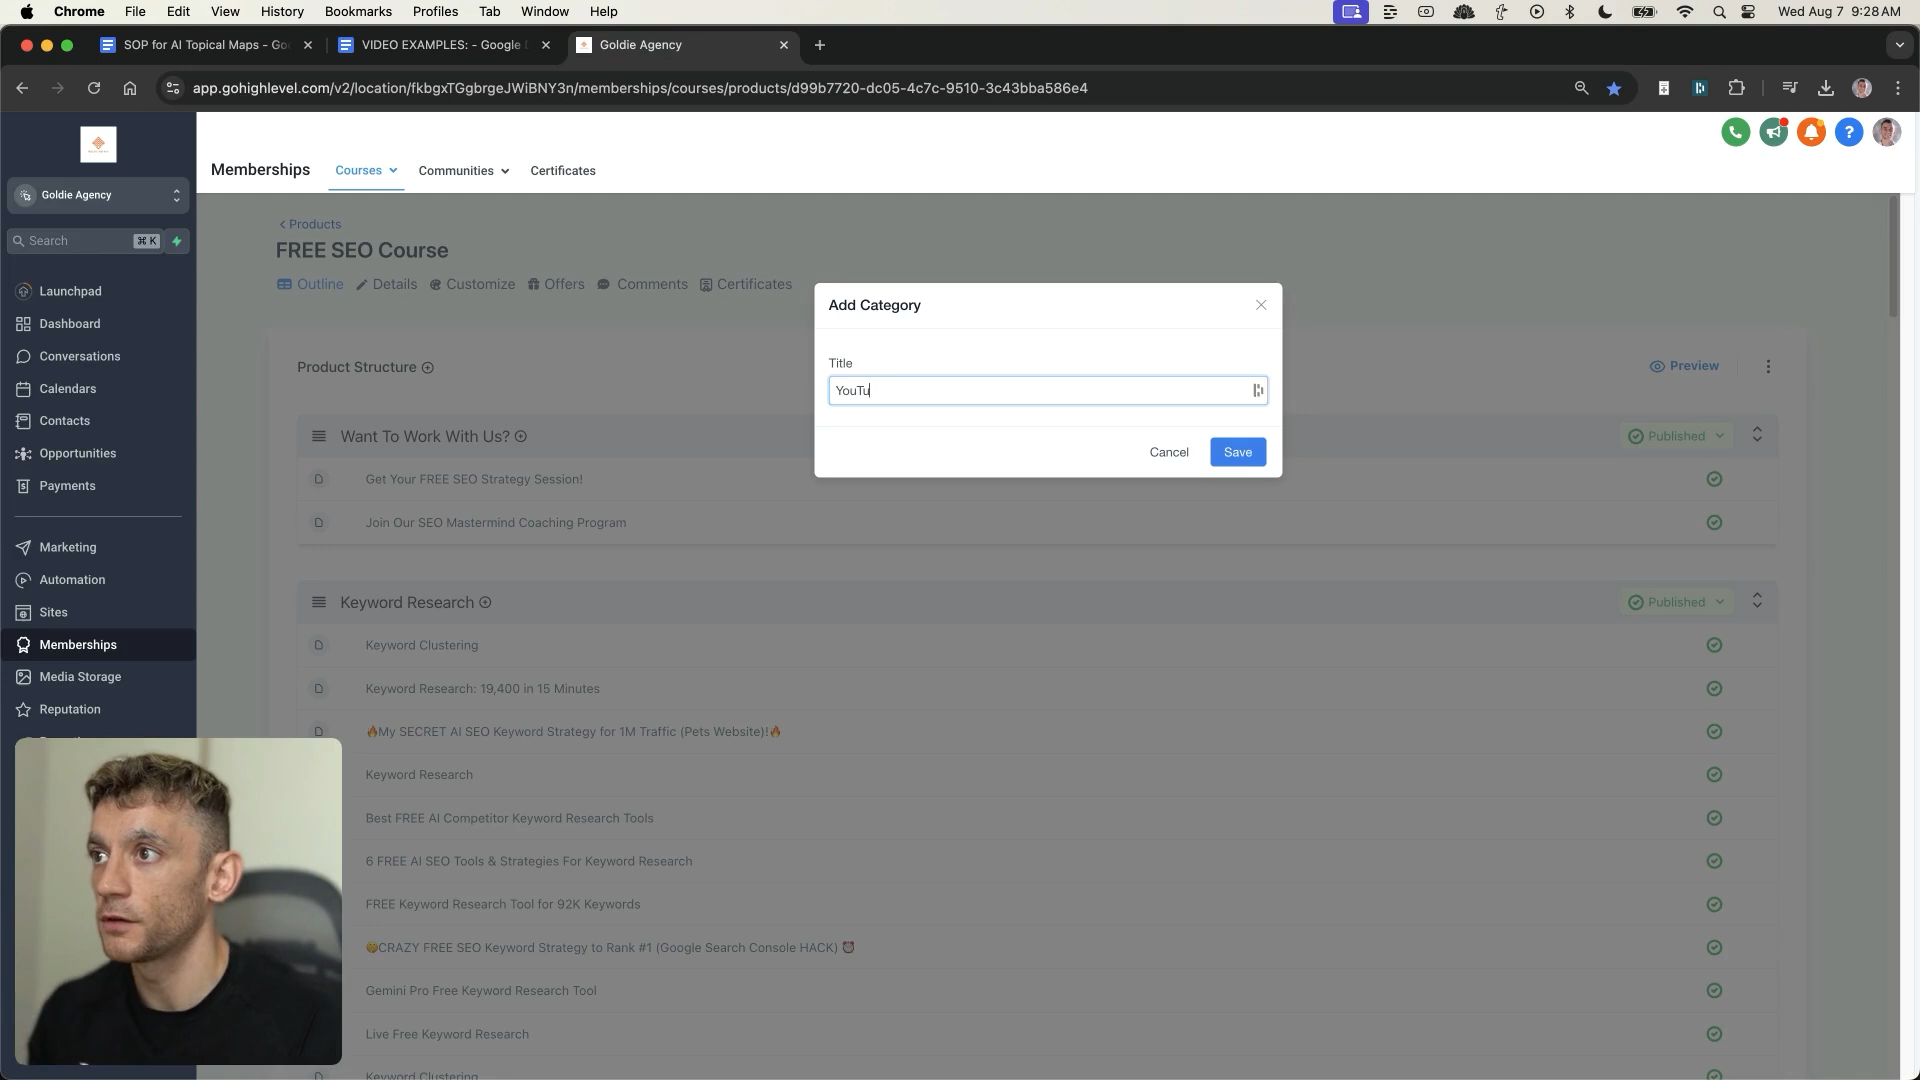 Chrome File Edit View History Bookmarks Profiles Tab Window Help Wed Aug 7 9:28 AM
SOP for AI Topical Maps - Go VIDEO EXAMPLES: - Google Goldie Agency
app.gohighlevel.com/v2/location/fkbgxTGgbrgeJWiBNY3n/memberships/courses/products/d99b7720-dc05-4c7c-9510-3c43bba586e4
Memberships Courses Communities Certificates
Goldie Agency
Search ⌘ K
Launchpad
Dashboard
Conversations
Calendars
Contacts
Opportunities
Payments
Marketing
Automation
Sites
Memberships
Media Storage
Reputation
Products
FREE SEO Course
Outline Details Customize Offers Comments Certificates
Product Structure Preview
Add Category
Title
YouTu
Cancel Save
Want To Work With Us? Published
Get Your FREE SEO Strategy Session!
Join Our SEO Mastermind Coaching Program
Keyword Research Published
Keyword Clustering
Keyword Research: 19,400 in 15 Minutes
🔥My SECRET AI SEO Keyword Strategy for 1M Traffic (Pets Website)!🔥
Keyword Research
Best FREE AI Competitor Keyword Research Tools
6 FREE AI SEO Tools & Strategies For Keyword Research
FREE Keyword Research Tool for 92K Keywords
CRAZY FREE SEO Keyword Strategy to Rank #1 (Google Search Console HACK) ⏰
Gemini Pro Free Keyword Research Tool
Live Free Keyword Research
Keyword Clustering